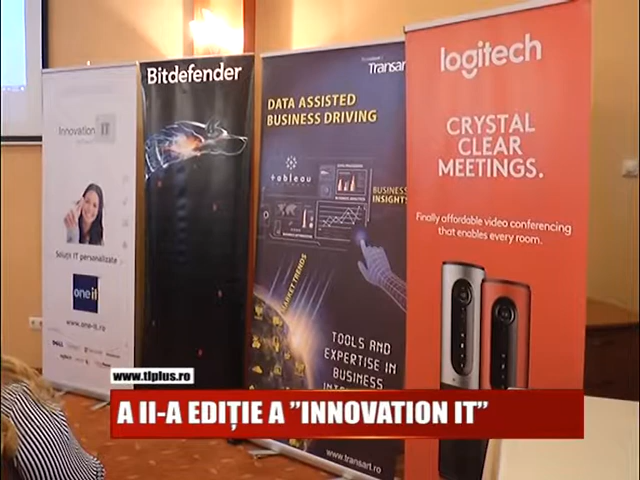 Innovation IT
Soluții IT personalizate
one it
www.one-it.ro
DELL
Bitdefender
Transart
DATA ASSISTED
BUSINESS DRIVING
tableau
BUSINESS
INSIGHTS
MARKET TRENDS
TOOLS AND
EXPERTISE IN
BUSINESS
www.transart.ro
logitech
CRYSTAL
CLEAR
MEETINGS.
Finally affordable video conferencing
that enables every room.
www.tlplus.ro
A II-A EDIȚIE A ”INNOVATION IT”